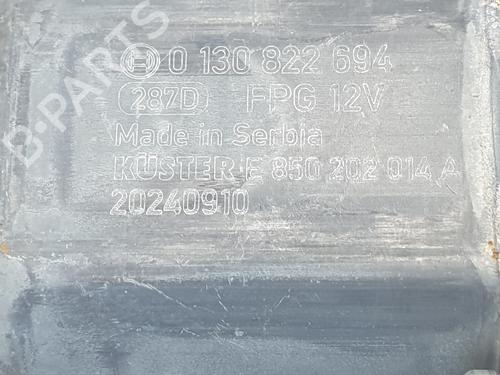 B-PARTS
0 130 822 694
287D FPG 12V
Made in Serbia
KÜSTER·E 850 202 014 A
20240910